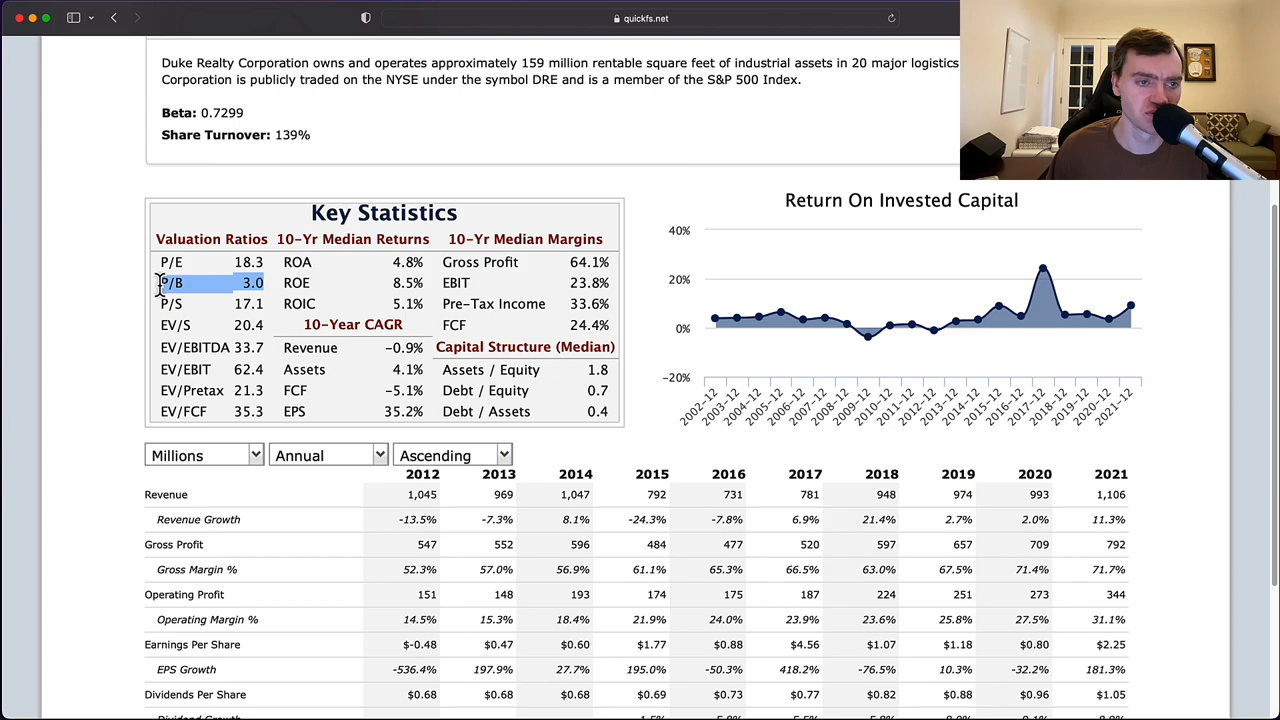 quickfs.net
Duke Realty Corporation owns and operates approximately 159 million rentable square feet of industrial assets in 20 major logistics
Corporation is publicly traded on the NYSE under the symbol DRE and is a member of the S&P 500 Index.
Beta: 0.7299
Share Turnover: 139%
Key Statistics
Valuation Ratios 10-Yr Median Returns 10-Yr Median Margins
P/E 18.3 ROA 4.8% Gross Profit 64.1%
P/B 3.0 ROE 8.5% EBIT 23.8%
P/S 17.1 ROIC 5.1% Pre-Tax Income 33.6%
EV/S 20.4 10-Year CAGR FCF 24.4%
EV/EBITDA 33.7 Revenue -0.9% Capital Structure (Median)
EV/EBIT 62.4 Assets 4.1% Assets / Equity 1.8
EV/Pretax 21.3 FCF -5.1% Debt / Equity 0.7
EV/FCF 35.3 EPS 35.2% Debt / Assets 0.4
Return On Invested Capital
40%
20%
0%
-20%
2002-12 2003-12 2004-12 2005-12 2006-12 2007-12 2008-12 2009-12 2010-12 2011-12 2012-12 2013-12 2014-12 2015-12 2016-12 2017-12 2018-12 2019-12 2020-12 2021-12
Millions Annual Ascending
2012 2013 2014 2015 2016 2017 2018 2019 2020 2021
Revenue 1,045 969 1,047 792 731 781 948 974 993 1,106
Revenue Growth -13.5% -7.3% 8.1% -24.3% -7.8% 6.9% 21.4% 2.7% 2.0% 11.3%
Gross Profit 547 552 596 484 477 520 597 657 709 792
Gross Margin % 52.3% 57.0% 56.9% 61.1% 65.3% 66.5% 63.0% 67.5% 71.4% 71.7%
Operating Profit 151 148 193 174 175 187 224 251 273 344
Operating Margin % 14.5% 15.3% 18.4% 21.9% 24.0% 23.9% 23.6% 25.8% 27.5% 31.1%
Earnings Per Share $-0.48 $0.47 $0.60 $1.77 $0.88 $4.56 $1.07 $1.18 $0.80 $2.25
EPS Growth -536.4% 197.9% 27.7% 195.0% -50.3% 418.2% -76.5% 10.3% -32.2% 181.3%
Dividends Per Share $0.68 $0.68 $0.68 $0.69 $0.73 $0.77 $0.82 $0.88 $0.96 $1.05